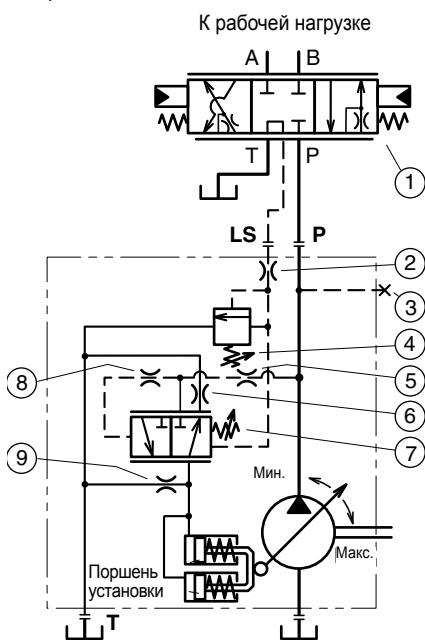 К рабочей нагрузке
A B
T P
1
LS P
2
3
4
5
8
6
7
9
Мин.
Макс.
Поршень
установки
T